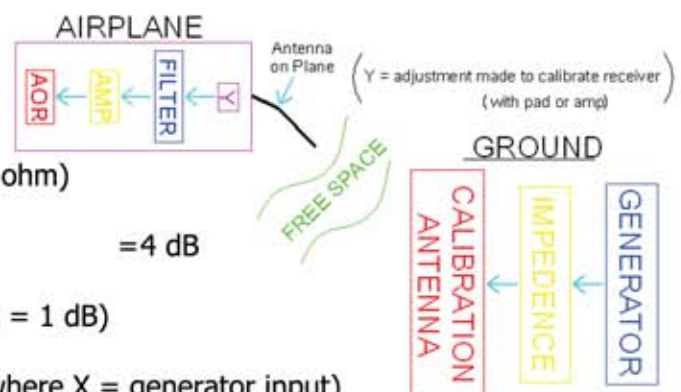 AIRPLANE
AOR
AMP
FILTER
Y
Antenna
on Plane
( Y = adjustment made to calibrate receiver
(with pad or amp) )
GROUND
FREE SPACE
CALIBRATION
ANTENNA
IMPEDENCE
GENERATOR
ohm)
=4 dB
= 1 dB)
where X = generator input)